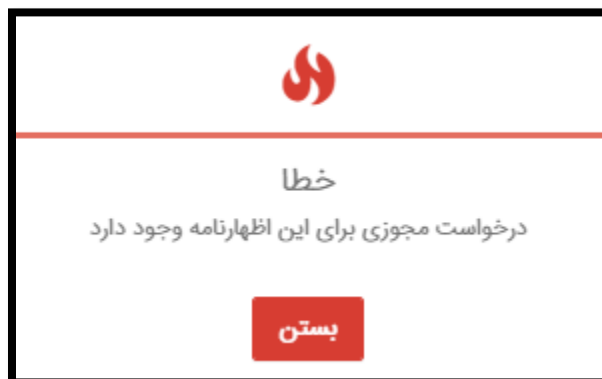 خطا
درخواست مجوزی برای این اظهارنامه وجود دارد
بستن